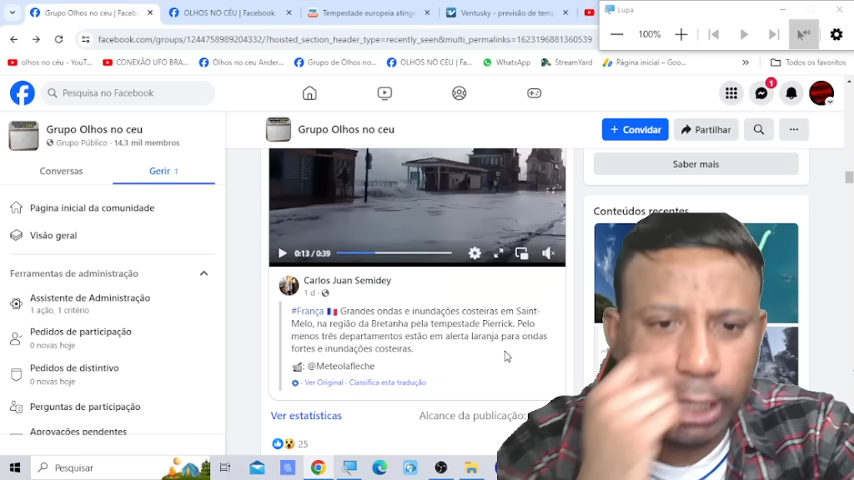 Grupo Olhos no ceu | Faceb
OLHOS NO CÉU | Facebook
Tempestade europeia atinge
Ventusky - previsão de temp
Lupa
100%
facebook.com/groups/1244758989204332/?hoisted_section_header_type=recently_seen&multi_permalinks=1623196881360539
olhos no céu - YouT...
CONEXÃO UFO BRA...
Olhos no céu Ander...
Grupo de Olhos no...
OLHOS NO CÉU | F...
WhatsApp
StreamYard
Página inicial — Goo...
Todos os favoritos
Pesquisa no Facebook
1
Grupo Olhos no ceu
Grupo Público · 14,3 mil membros
Grupo Olhos no ceu
+ Convidar
Partilhar
Conversas
Gerir 1
Saber mais
Página inicial da comunidade
Visão geral
Conteúdos recentes
0:13 / 0:39
Ferramentas de administração
Carlos Juan Semidey
1 d ·
Assistente de Administração
1 ação, 1 critério
#França 🇫🇷 Grandes ondas e inundações costeiras em Saint-
Melo, na região da Bretanha pela tempestade Pierrick. Pelo
menos três departamentos estão em alerta laranja para ondas
fortes e inundações costeiras.
Pedidos de participação
0 novas hoje
📹: @Meteolafleche
Pedidos de distintivo
0 novas hoje
Ver Original · Classifica esta tradução
Perguntas de participação
Ver estatísticas
Alcance da publicação:
Aprovações pendentes
25
Pesquisar